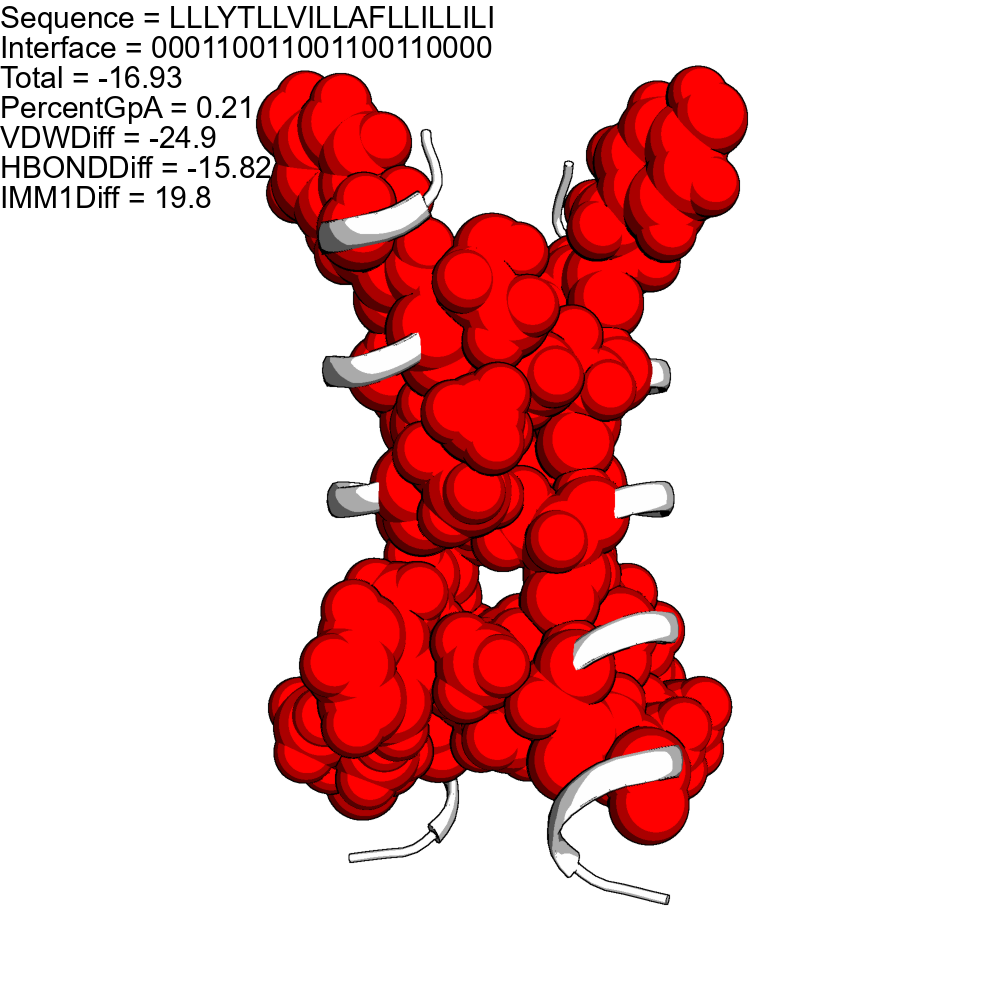 Sequence = LLLYTLLVILLAFLLILLILI
Interface = 000110011001100110000
Total = -16.93
PercentGpA = 0.21
VDWDiff = -24.9
HBONDDiff = -15.82
IMM1Diff = 19.8